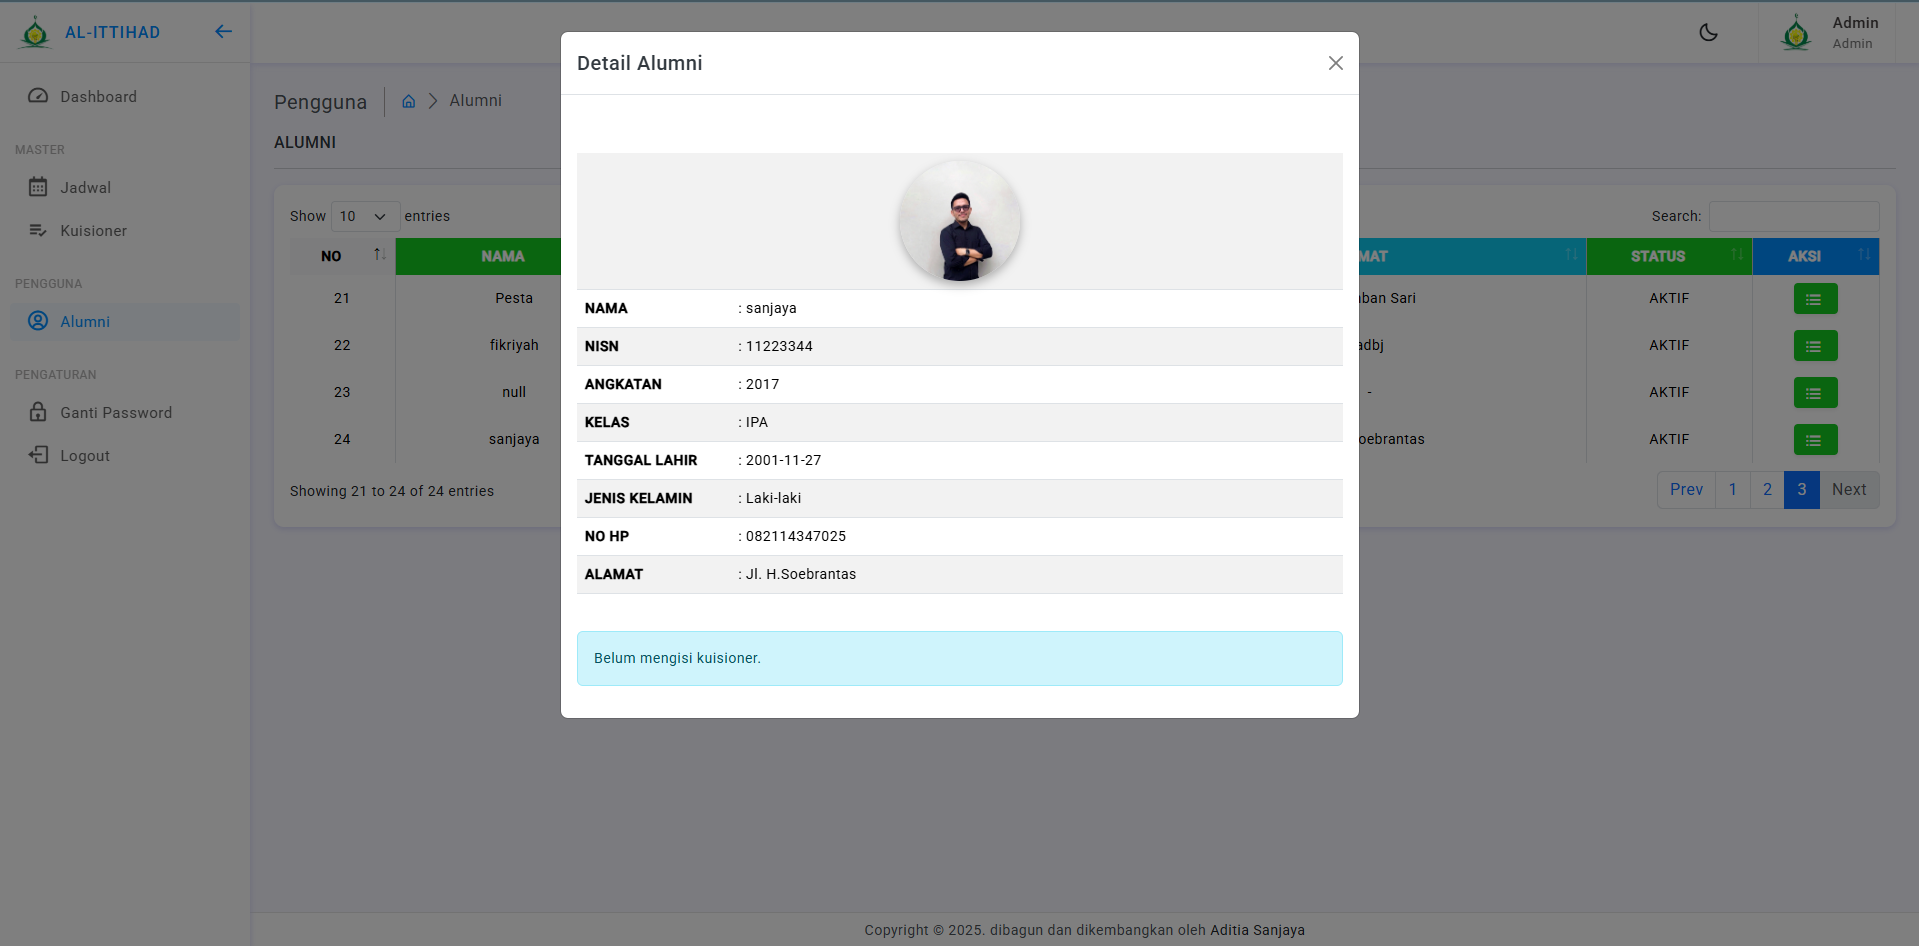 AL-ITTIHAD
Admin
Admin
Dashboard
MASTER
Jadwal
Kuisioner
PENGGUNA
Alumni
PENGATURAN
Ganti Password
Logout
Pengguna
Alumni
ALUMNI
Show 10 entries
Search:
NO NAMA MAT STATUS AKSI
21 Pesta ban Sari AKTIF
22 fikriyah adbj AKTIF
23 null - AKTIF
24 sanjaya oebrantas AKTIF
Showing 21 to 24 of 24 entries
Prev 1 2 3 Next
Detail Alumni
NAMA : sanjaya
NISN : 11223344
ANGKATAN : 2017
KELAS : IPA
TANGGAL LAHIR : 2001-11-27
JENIS KELAMIN : Laki-laki
NO HP : 082114347025
ALAMAT : Jl. H.Soebrantas
Belum mengisi kuisioner.
Copyright © 2025. dibagun dan dikembangkan oleh Aditia Sanjaya